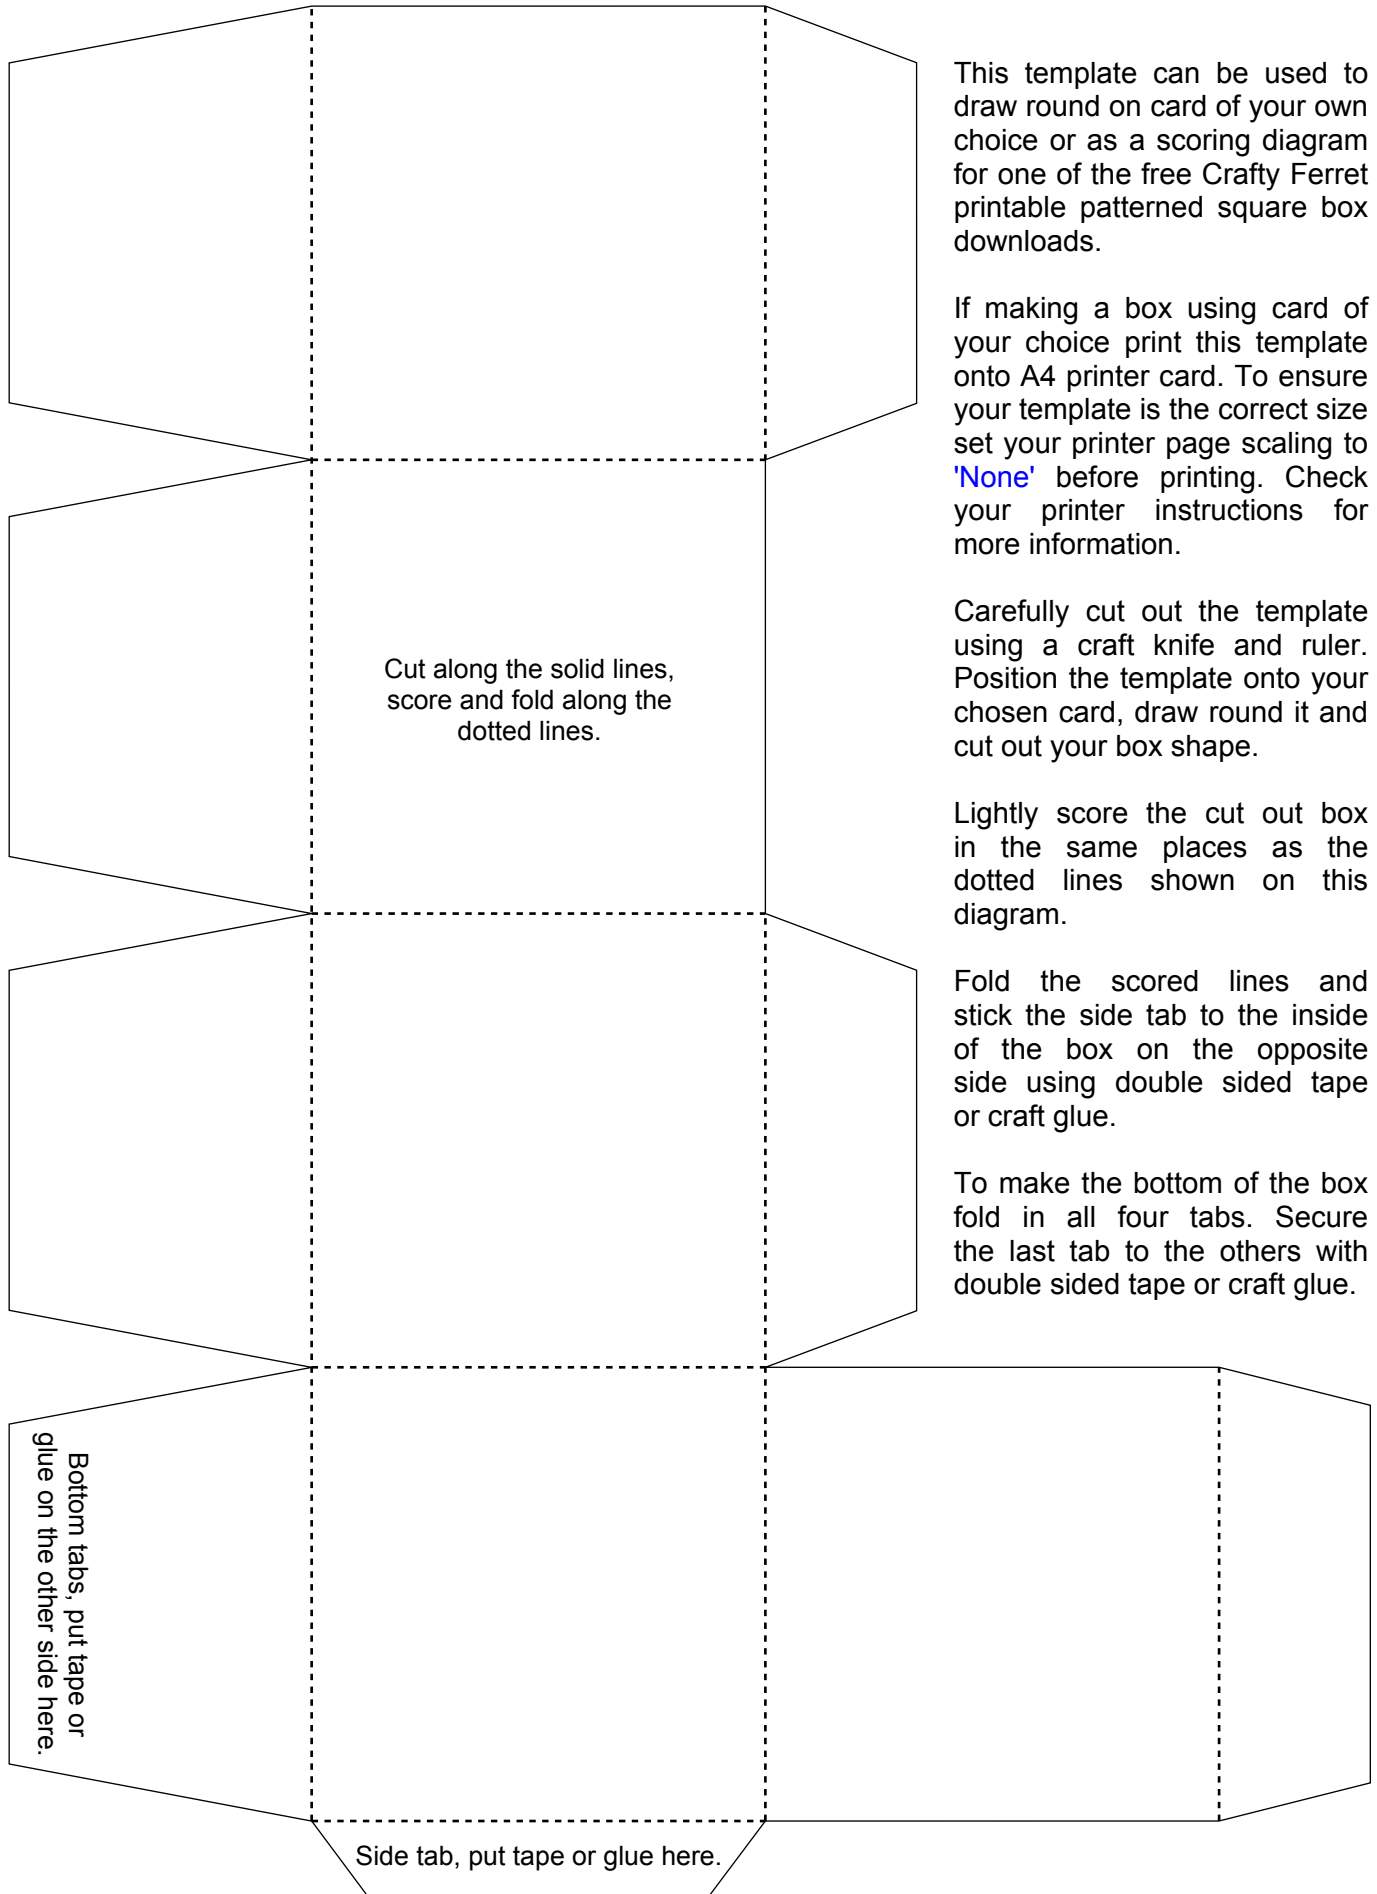 This template can be used to
draw round on card of your own
choice or as a scoring diagram
for one of the free Crafty Ferret
printable patterned square box
downloads.
If making a box using card of
your choice print this template
onto A4 printer card. To ensure
your template is the correct size
set your printer page scaling to
'None' before printing. Check
your printer instructions for
more information.
Carefully cut out the template
using a craft knife and ruler.
Position the template onto your
chosen card, draw round it and
cut out your box shape.
Lightly score the cut out box
in the same places as the
dotted lines shown on this
diagram.
Fold the scored lines and
stick the side tab to the inside
of the box on the opposite
side using double sided tape
or craft glue.
To make the bottom of the box
fold in all four tabs. Secure
the last tab to the others with
double sided tape or craft glue.
Cut along the solid lines,
score and fold along the
dotted lines.
Bottom tabs, put tape or
glue on the other side here.
Side tab, put tape or glue here.